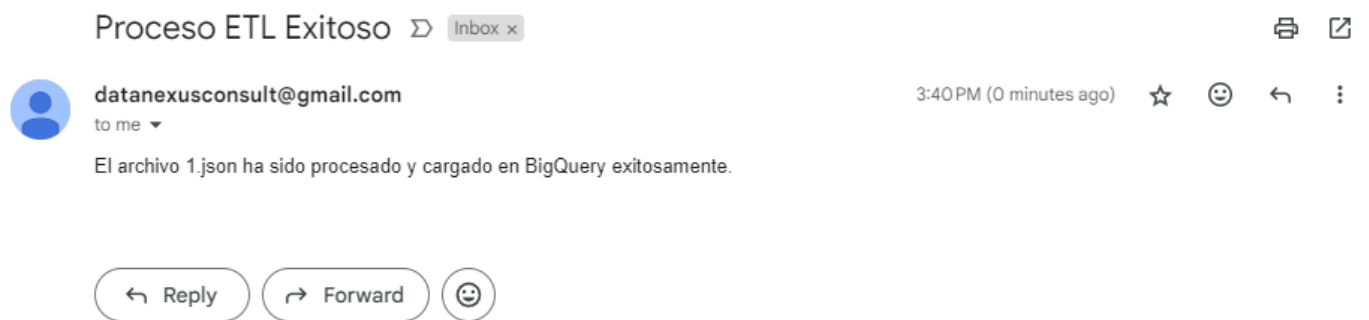 Proceso ETL Exitoso Inbox ×
datanexusconsult@gmail.com 3:40 PM (0 minutes ago)
to me
El archivo 1.json ha sido procesado y cargado en BigQuery exitosamente.
Reply Forward